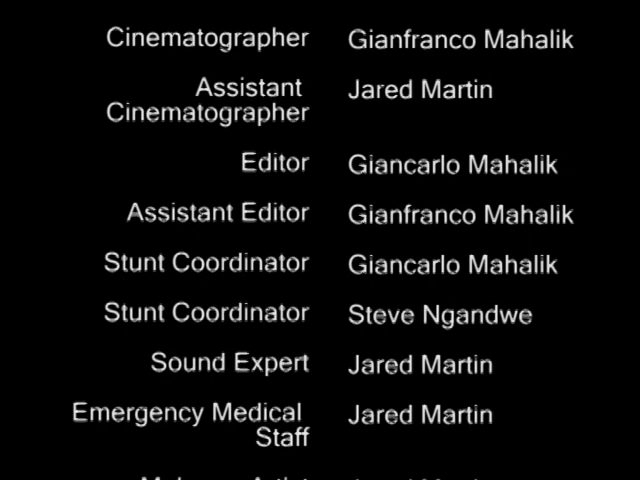 Cinematographer Gianfranco Mahalik
Assistant Jared Martin
Cinematographer
Editor Giancarlo Mahalik
Assistant Editor Gianfranco Mahalik
Stunt Coordinator Giancarlo Mahalik
Stunt Coordinator Steve Ngandwe
Sound Expert Jared Martin
Emergency Medical Jared Martin
Staff